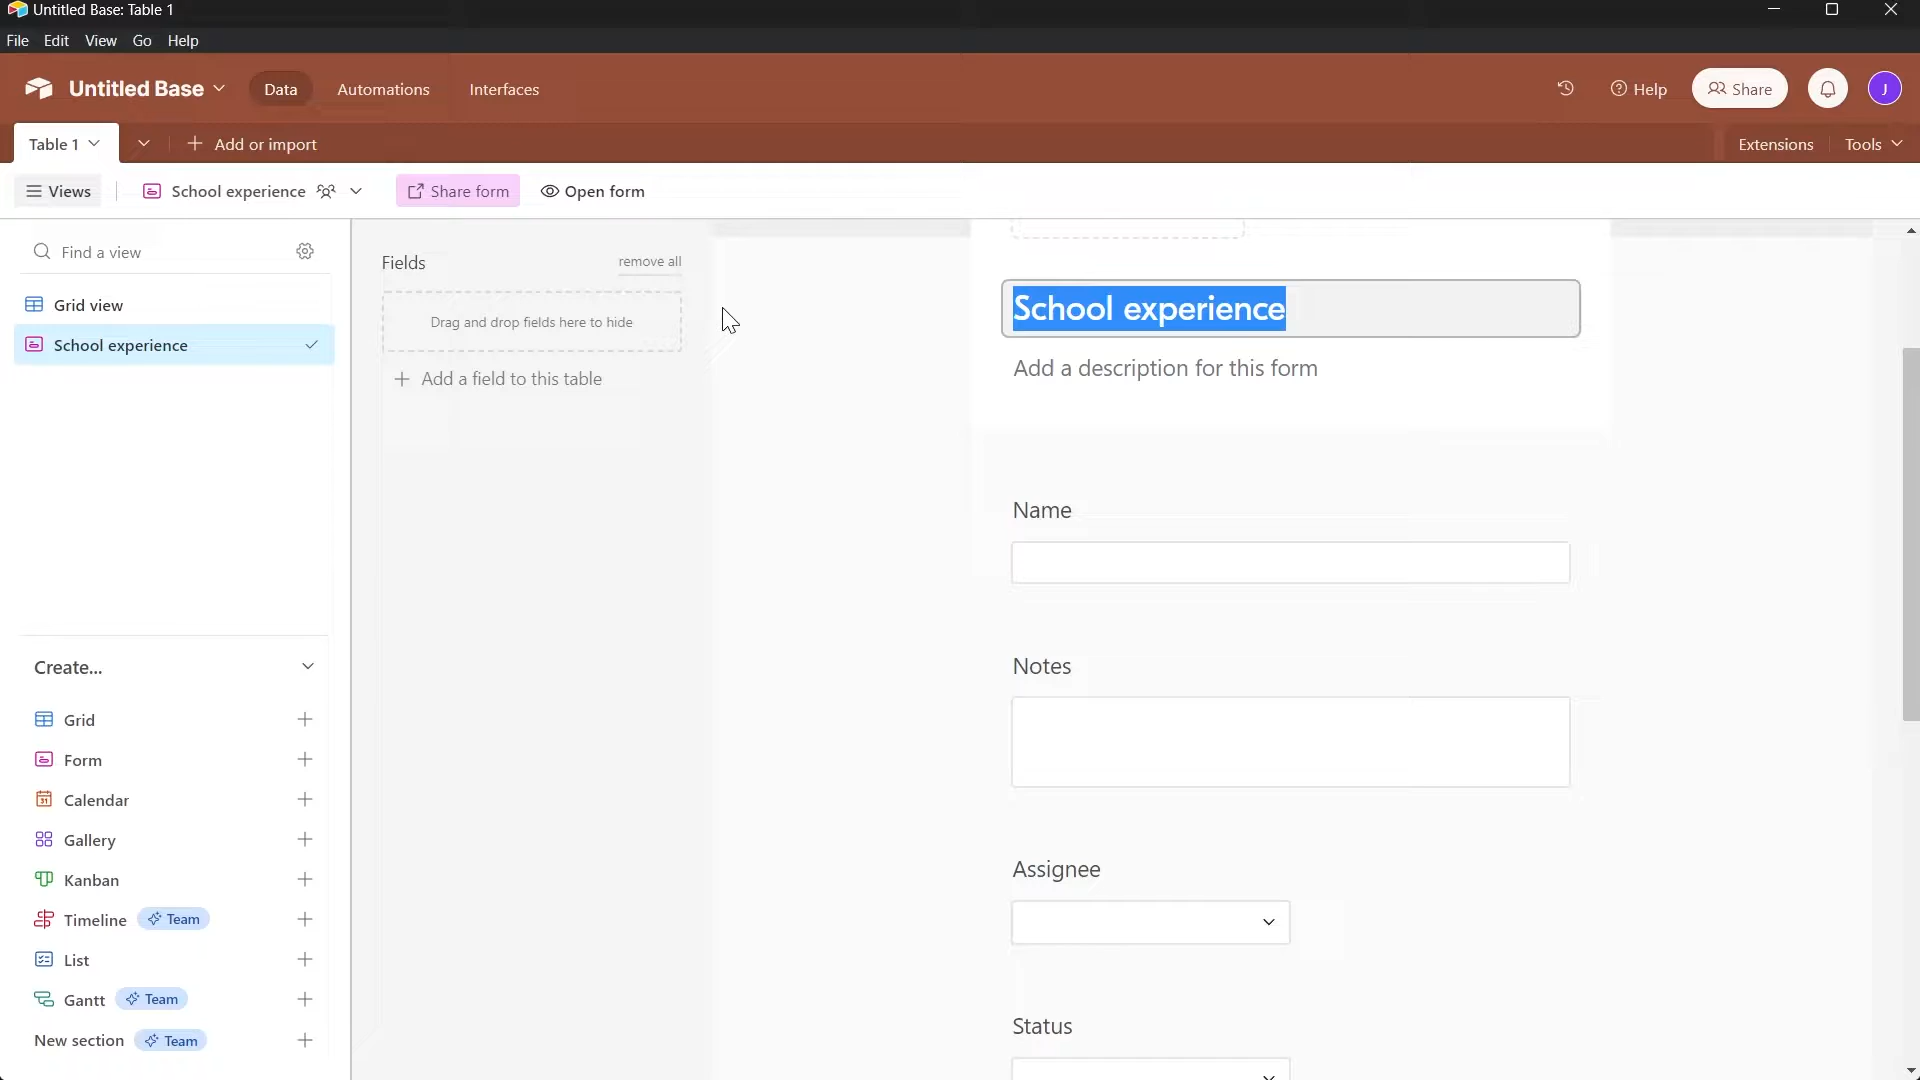 Untitled Base: Table 1
File Edit View Go Help
Untitled Base Data Automations Interfaces Help Share J
Table 1 Add or import Extensions Tools
Views School experience Share form Open form
Find a view
Grid view
School experience
Create...
Grid
Form
31 Calendar
Gallery
Kanban
Timeline Team
List
Gantt Team
New section Team
Fields remove all
Drag and drop fields here to hide
Add a field to this table
School experience
Add a description for this form
Name
Notes
Assignee
Status